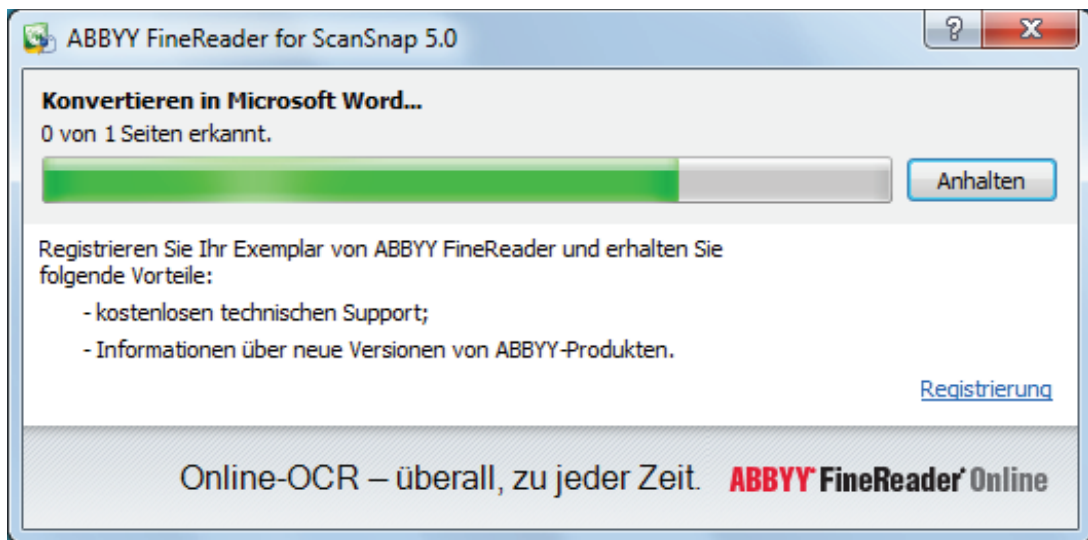 ABBYY FineReader for ScanSnap 5.0
Konvertieren in Microsoft Word...
0 von 1 Seiten erkannt.
Anhalten
Registrieren Sie Ihr Exemplar von ABBYY FineReader und erhalten Sie
folgende Vorteile:
- kostenlosen technischen Support;
- Informationen über neue Versionen von ABBYY-Produkten.
Registrierung
Online-OCR – überall, zu jeder Zeit. ABBYY FineReader Online